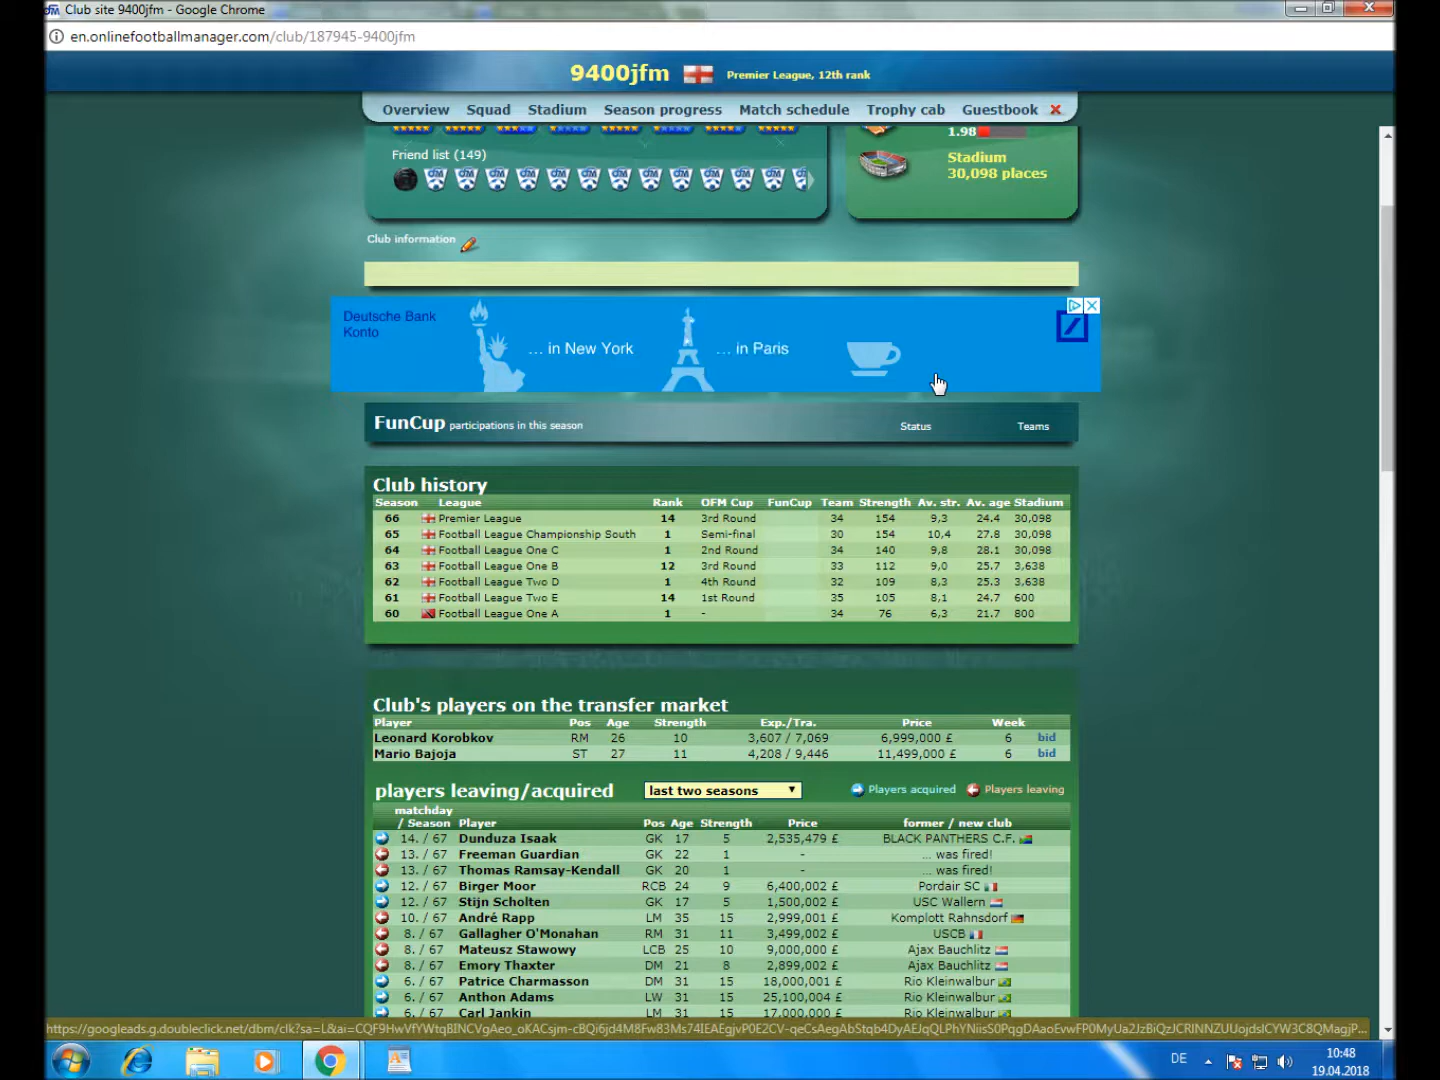 Club site 9400jfm - Google Chrome
en.onlinefootballmanager.com/club/187945-9400jfm
9400jfm Premier League, 12th rank
Overview Squad Stadium Season progress Match schedule Trophy cab Guestbook
1.98
Friend list (149)
Stadium
30,098 places
Club information
Deutsche Bank
Konto
... in New York ... in Paris
FunCup participations in this season Status Teams
Club history
Season League Rank OFM Cup FunCup Team Strength Av. str. Av. age Stadium
66 Premier League 14 3rd Round 34 154 9,3 24.4 30,098
65 Football League Championship South 1 Semi-final 30 154 10,4 27.8 30,098
64 Football League One C 1 2nd Round 34 140 9,8 28.1 30,098
63 Football League One B 12 3rd Round 33 112 9,0 25.7 3,638
62 Football League Two D 1 4th Round 32 109 8,3 25.3 3,638
61 Football League Two E 14 1st Round 35 105 8,1 24.7 600
60 Football League One A 1 - 34 76 6,3 21.7 800
Club's players on the transfer market
Player Pos Age Strength Exp./Tra. Price Week
Leonard Korobkov RM 26 10 3,607 / 7,069 6,999,000 £ 6 bid
Mario Bajoja ST 27 11 4,208 / 9,446 11,499,000 £ 6 bid
players leaving/acquired last two seasons Players acquired Players leaving
matchday
/ Season Player Pos Age Strength Price former / new club
14. / 67 Dunduza Isaak GK 17 5 2,535,479 £ BLACK PANTHERS C.F.
13. / 67 Freeman Guardian GK 22 1 - ... was fired!
13. / 67 Thomas Ramsay-Kendall GK 20 1 - ... was fired!
12. / 67 Birger Moor RCB 24 9 6,400,002 £ Pordair SC
12. / 67 Stijn Scholten GK 17 5 1,500,002 £ USC Wallern
10. / 67 André Rapp LM 35 15 2,999,001 £ Komplott Rahnsdorf
8. / 67 Gallagher O'Monahan RM 31 11 3,499,002 £ USCB
8. / 67 Mateusz Stawowy LCB 25 10 9,000,000 £ Ajax Bauchlitz
8. / 67 Emory Thaxter DM 21 8 2,899,002 £ Ajax Bauchlitz
6. / 67 Patrice Charmasson DM 31 15 18,000,001 £ Rio Kleinwalbur
6. / 67 Anthon Adams LW 31 15 25,100,004 £ Rio Kleinwalbur
6. / 67 Carl Jankin LM 31 15 17,000,000 £ Rio Kleinwalbur
DE 10:48
19.04.2018